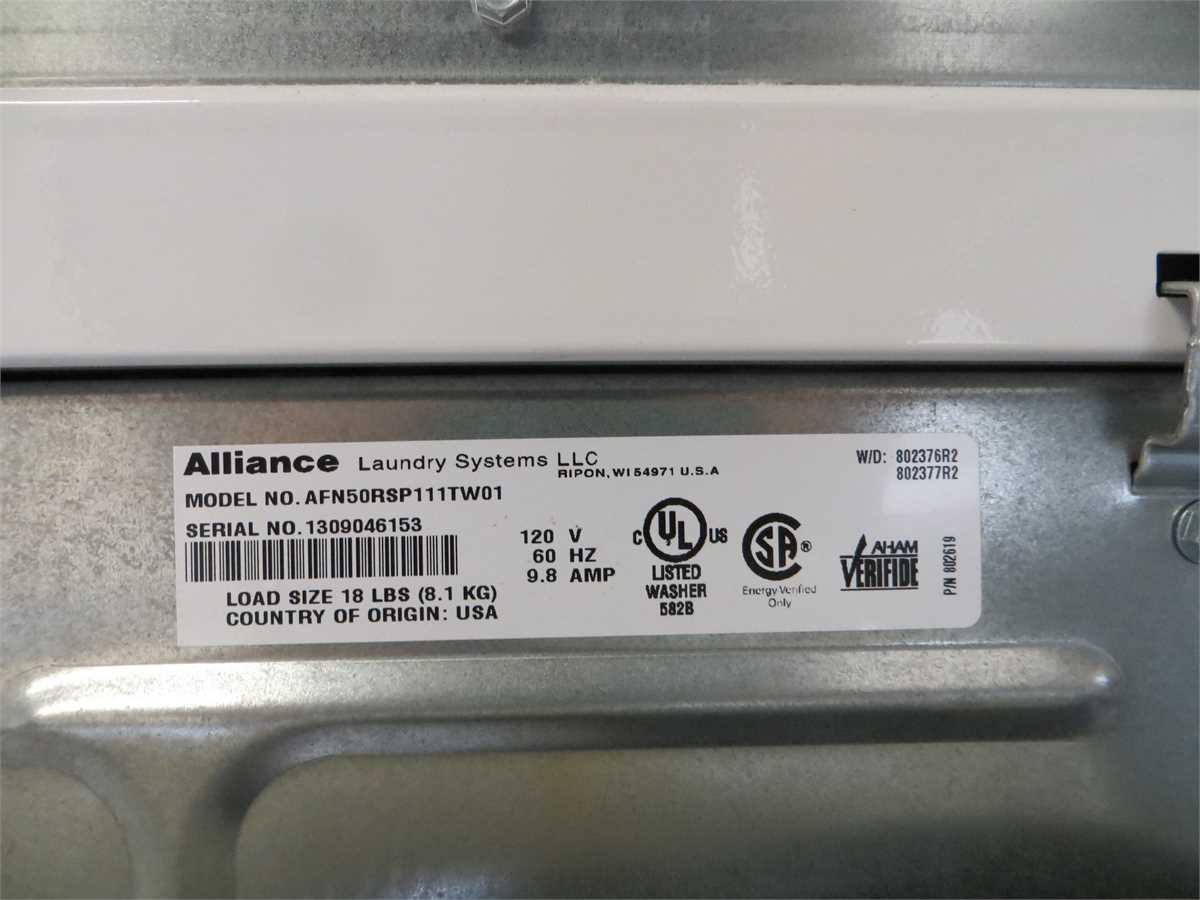 Alliance Laundry Systems LLC
RIPON, WI 54971 U.S.A
W/D: 802376R2
802377R2
MODEL NO. AFN50RSP111TW01
SERIAL NO. 1309046153
120 V
60 HZ
9.8 AMP
LOAD SIZE 18 LBS (8.1 KG)
COUNTRY OF ORIGIN: USA
C UL US
LISTED
WASHER
582B
SA ®
Energy Verified
Only
AHAM
VERIFIDE
P/N 802619